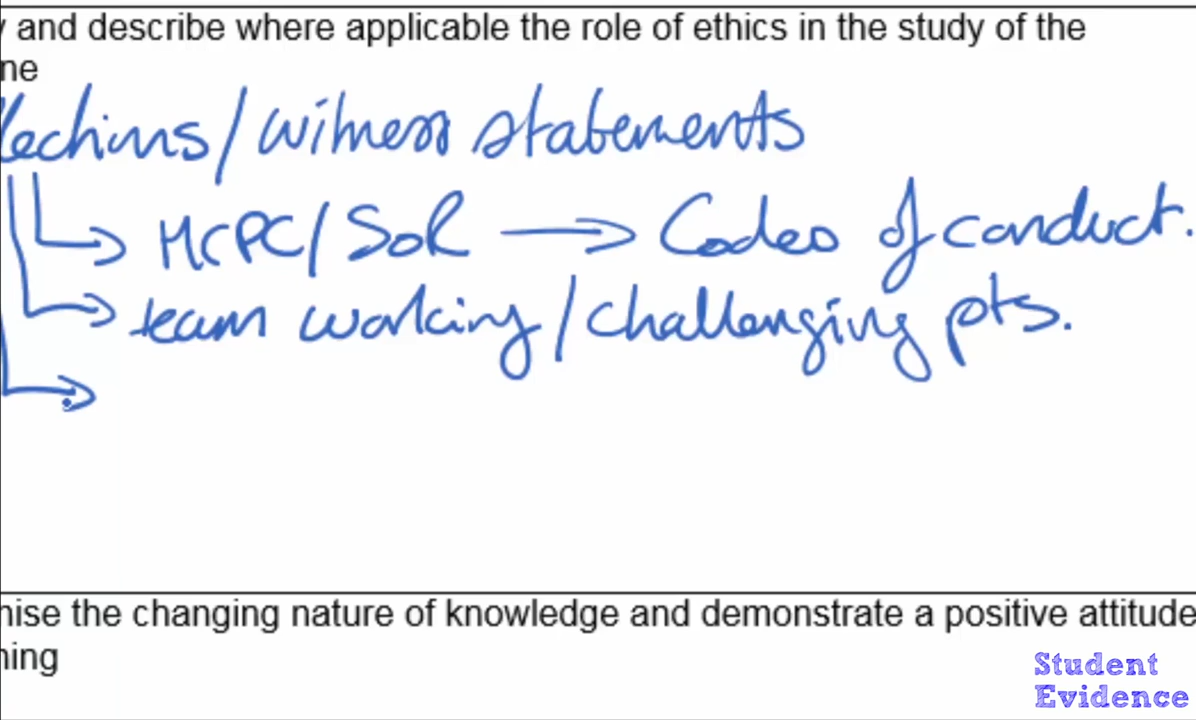 y and describe where applicable the role of ethics in the study of the
ne
lections/witness statements
HCPC/SoR → Codes of conduct.
team working/challenging pts.
nise the changing nature of knowledge and demonstrate a positive attitude
ning
Student
Evidence